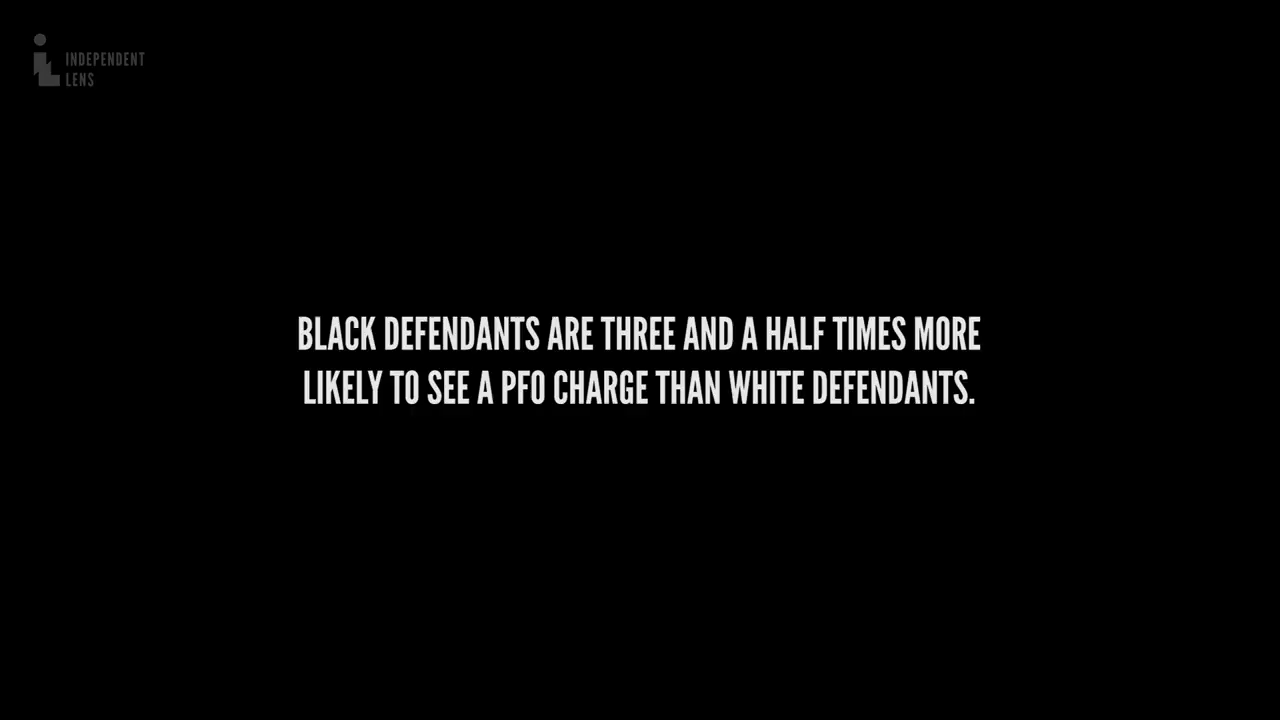 INDEPENDENT
LENS
BLACK DEFENDANTS ARE THREE AND A HALF TIMES MORE
LIKELY TO SEE A PFO CHARGE THAN WHITE DEFENDANTS.